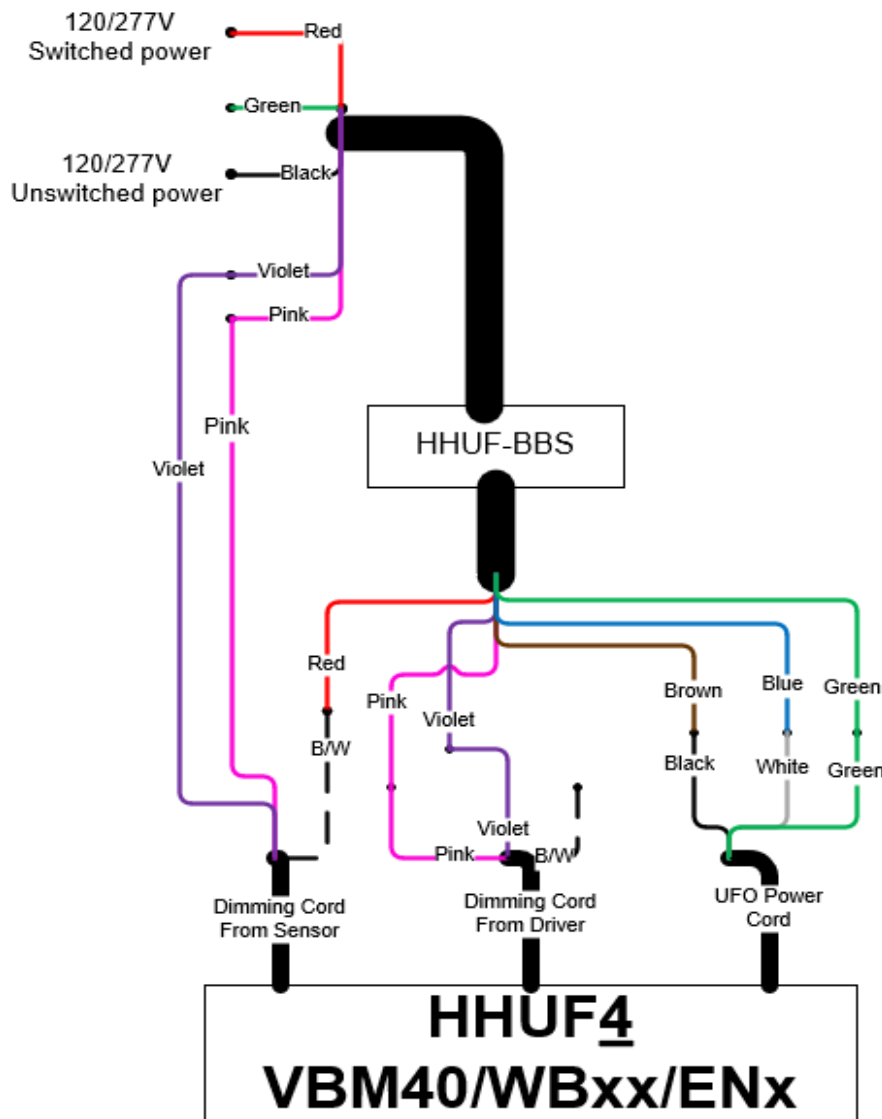 120/277V
Switched power
Red
Green
120/277V
Unswitched power
Black
Violet
Pink
Pink
Violet
HHUF-BBS
Red
Pink
Violet
Brown
Blue
Green
B/W
Black
White
Green
Violet
Pink
B/W
Dimming Cord
From Sensor
Dimming Cord
From Driver
UFO Power
Cord
HHUF4
VBM40/WBxx/ENx